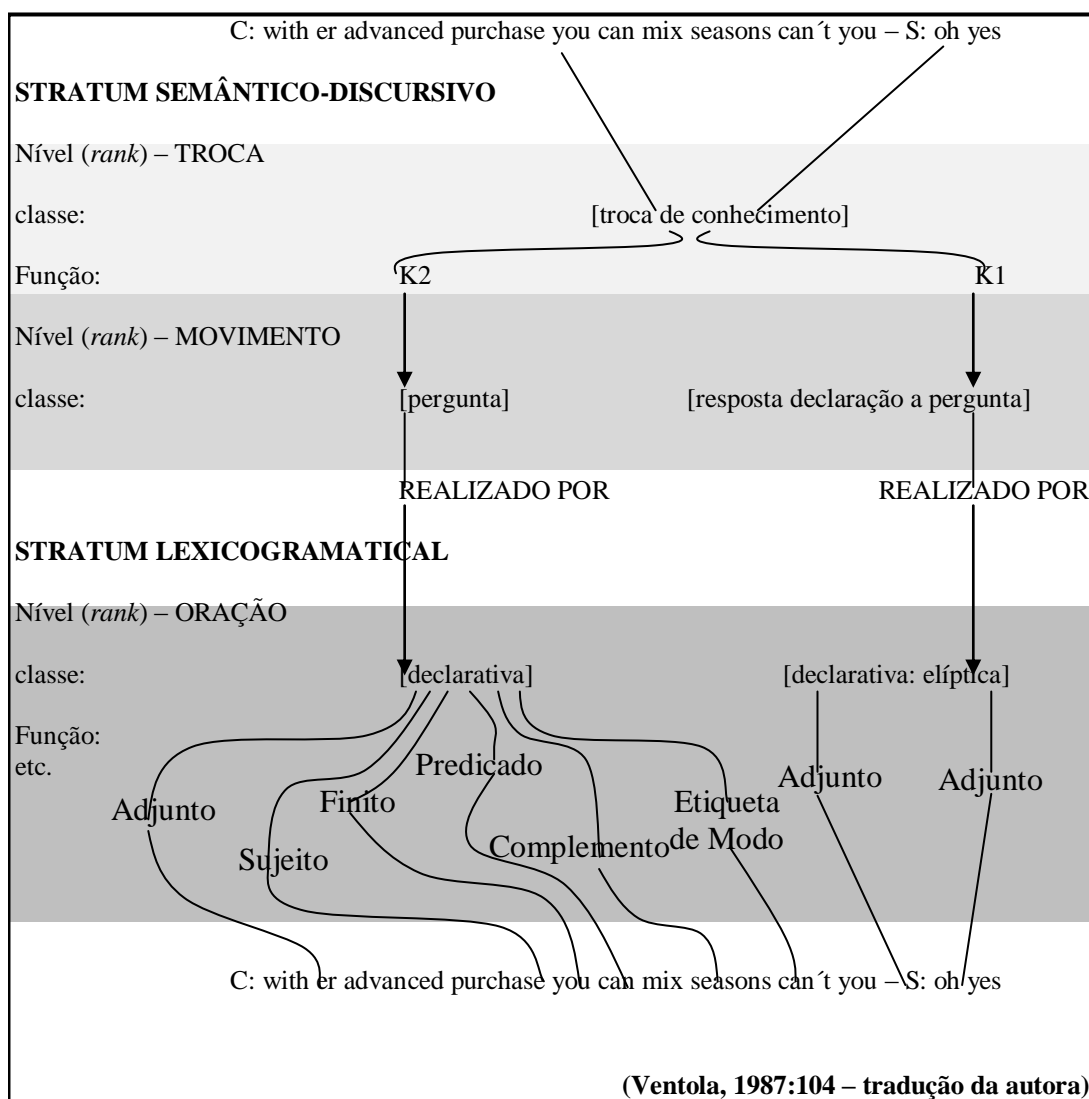 C: with er advanced purchase you can mix seasons can´t you – S: oh yes
STRATUM SEMÂNTICO-DISCURSIVO
Nível (rank) – TROCA
classe: [troca de conhecimento]
Função: K2 K1
Nível (rank) – MOVIMENTO
classe: [pergunta] [resposta declaração a pergunta]
REALIZADO POR REALIZADO POR
STRATUM LEXICOGRAMATICAL
Nível (rank) – ORAÇÃO
classe: [declarativa] [declarativa: elíptica]
Função:
etc.
Predicado
Adjunto Adjunto
Adjunto Finito Etiqueta
de Modo
Sujeito Complemento
C: with er advanced purchase you can mix seasons can´t you – S: oh yes
(Ventola, 1987:104 – tradução da autora)